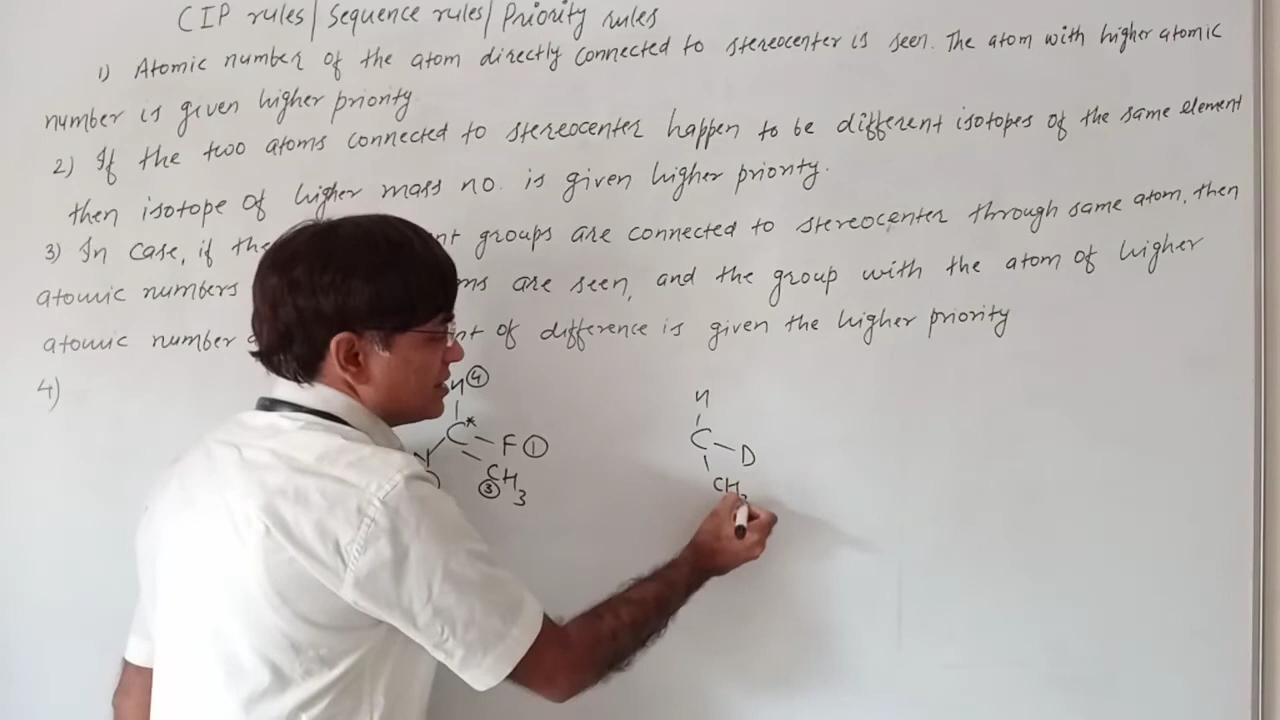 CIP rules/Sequence rules/Priority rules
1) Atomic number of the atom directly connected to stereocenter is seen. The atom with higher atomic
number is given higher priority
2) If the two atoms connected to stereocenter happen to be different isotopes of the same element
then isotope of higher mass no. is given higher priority.
3) In case, if the nt groups are connected to stereocenter through same atom, then
atomic numbers ms are seen, and the group with the atom of higher
atomic number nt of difference is given the higher priority
4)
H ④
C* F ①
CH3
③
H
C D
CH3